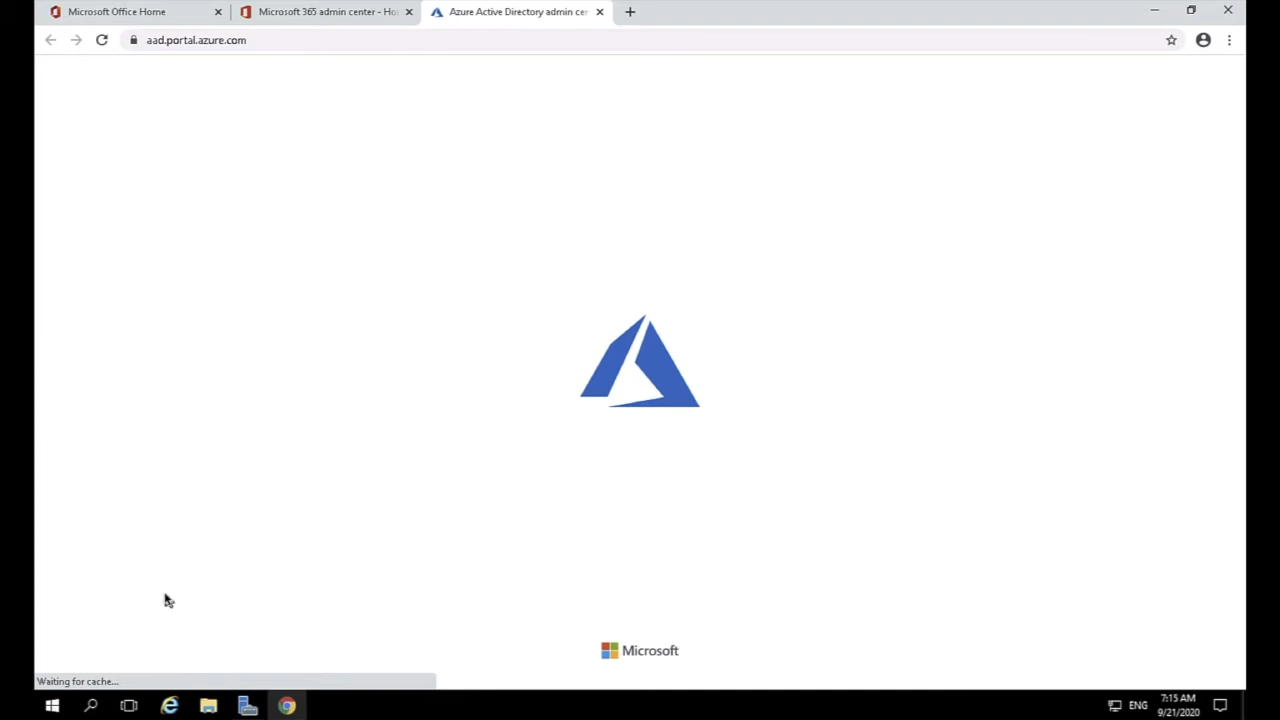 Microsoft Office Home
Microsoft 365 admin center - Ho
Azure Active Directory admin cer
aad.portal.azure.com
Microsoft
Waiting for cache...
ENG
7:15 AM
9/21/2020